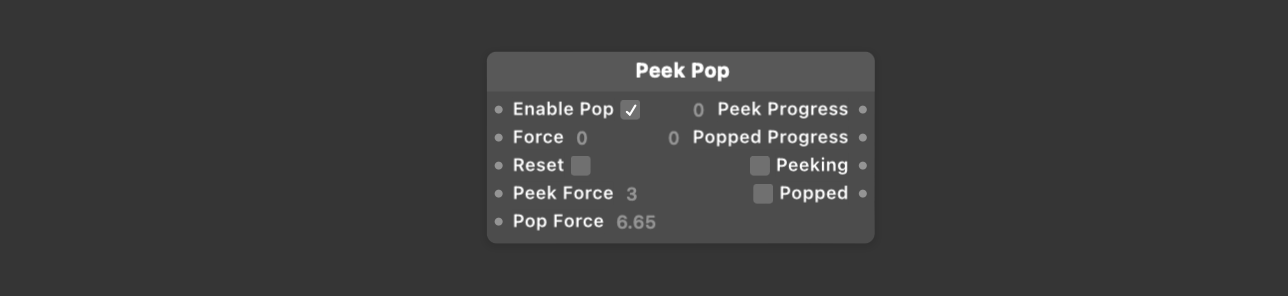 Peek Pop
Enable Pop 0 Peek Progress
Force 0 0 Popped Progress
Reset Peeking
Peek Force 3 Popped
Pop Force 6.65